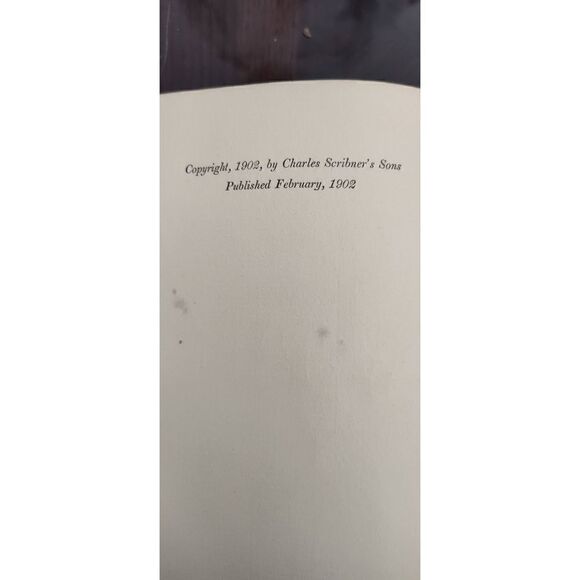 Copyright, 1902, by Charles Scribner's Sons
Published February, 1902